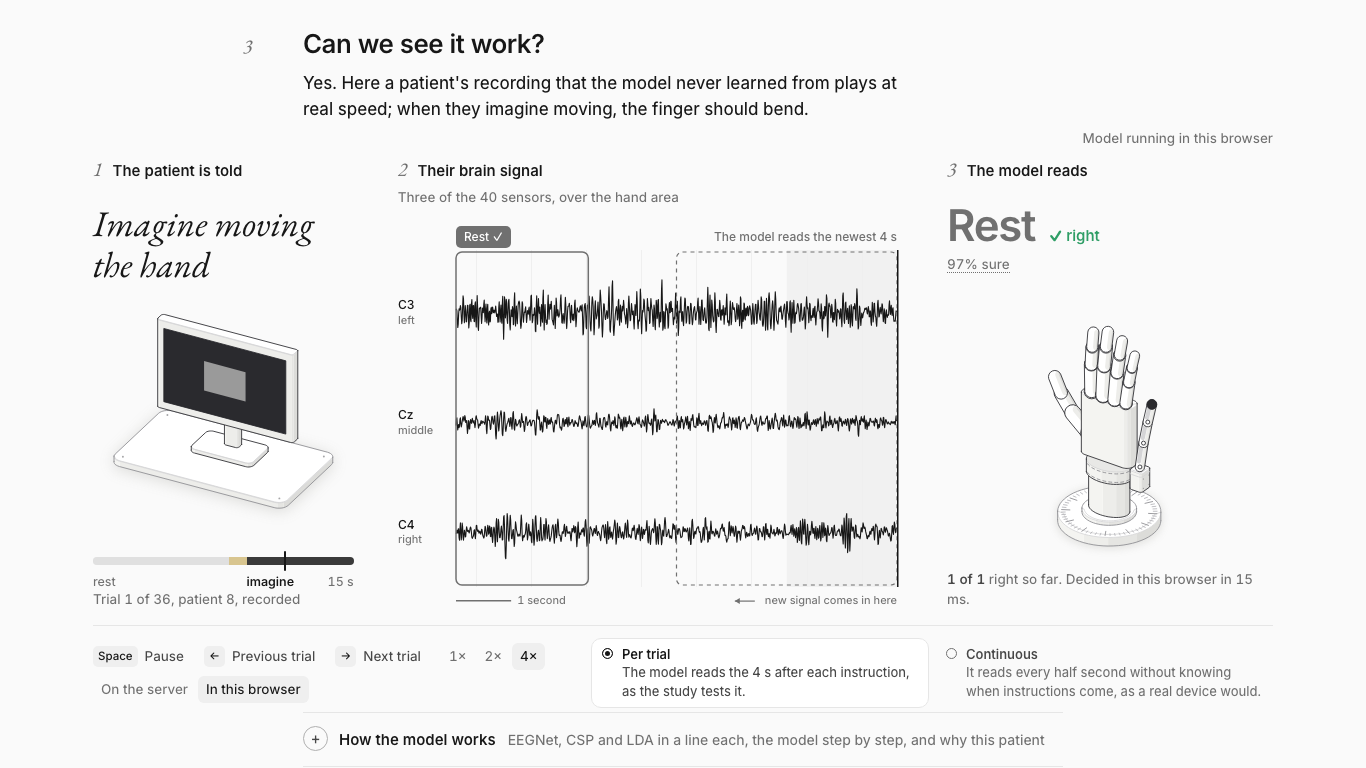 3
Can we see it work?
Yes. Here a patient's recording that the model never learned from plays at
real speed; when they imagine moving, the finger should bend.
Model running in this browser
1 The patient is told
Imagine moving
the hand
rest
imagine
15 s
Trial 1 of 36, patient 8, recorded
2 Their brain signal
Three of the 40 sensors, over the hand area
Rest ✓
The model reads the newest 4 s
C3
left
Cz
middle
C4
right
1 second
← new signal comes in here
3 The model reads
Rest ✓ right
97% sure
1 of 1 right so far. Decided in this browser in 15
ms.
Space Pause ← Previous trial → Next trial 1× 2× 4×
On the server In this browser
Per trial
The model reads the 4 s after each instruction,
as the study tests it.
Continuous
It reads every half second without knowing
when instructions come, as a real device would.
+ How the model works EEGNet, CSP and LDA in a line each, the model step by step, and why this patient